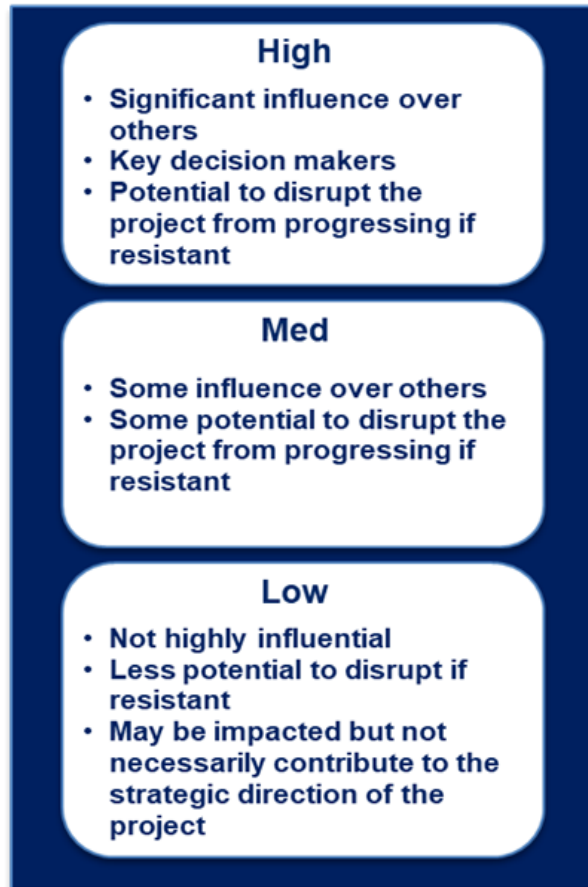 High
• Significant influence over
others
• Key decision makers
• Potential to disrupt the
project from progressing if
resistant
Med
• Some influence over others
• Some potential to disrupt the
project from progressing if
resistant
Low
• Not highly influential
• Less potential to disrupt if
resistant
• May be impacted but not
necessarily contribute to the
strategic direction of the
project